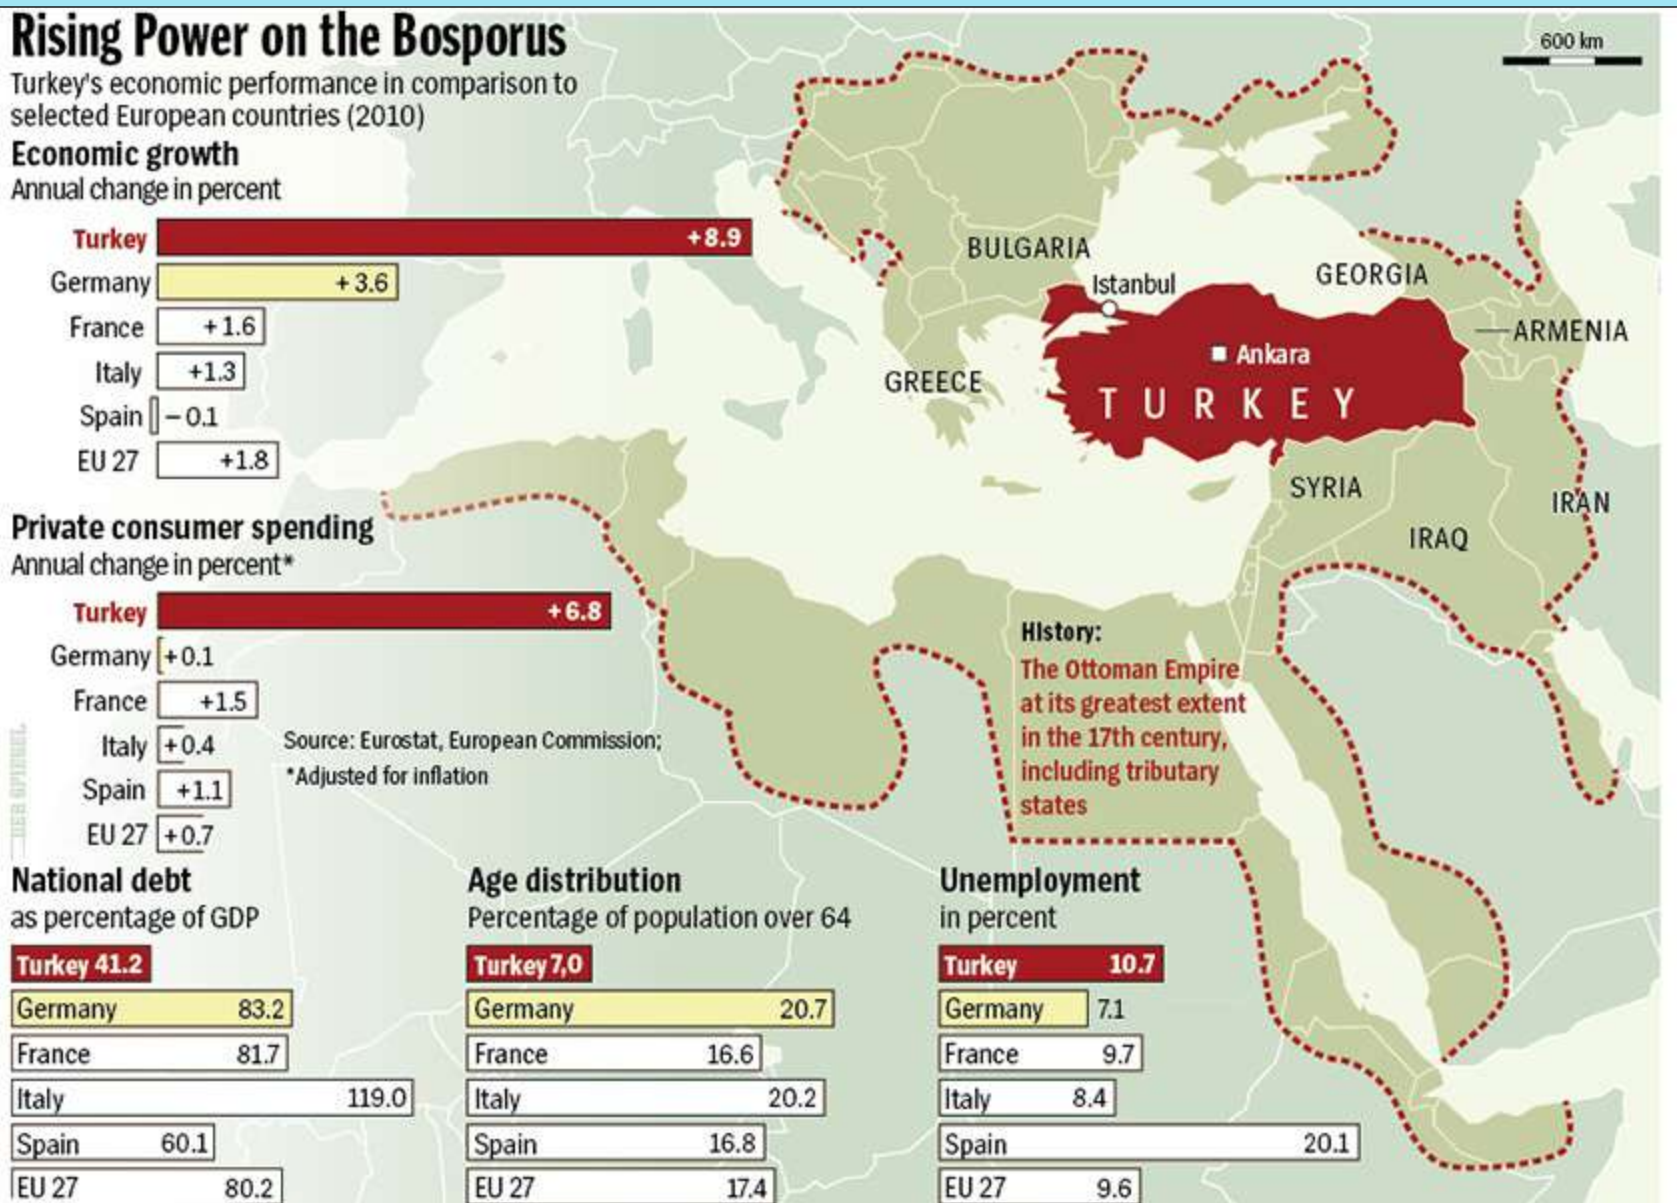 Rising Power on the Bosporus
Turkey's economic performance in comparison to
selected European countries (2010)
Economic growth
Annual change in percent
Turkey +8.9
Germany +3.6
France +1.6
Italy +1.3
Spain –0.1
EU 27 +1.8
Private consumer spending
Annual change in percent*
Turkey +6.8
Germany +0.1
France +1.5
Italy +0.4
Spain +1.1
EU 27 +0.7
Source: Eurostat, European Commission;
*Adjusted for inflation
DER SPIEGEL
National debt
as percentage of GDP
Turkey 41.2
Germany 83.2
France 81.7
Italy 119.0
Spain 60.1
EU 27 80.2
Age distribution
Percentage of population over 64
Turkey 7,0
Germany 20.7
France 16.6
Italy 20.2
Spain 16.8
EU 27 17.4
Unemployment
in percent
Turkey 10.7
Germany 7.1
France 9.7
Italy 8.4
Spain 20.1
EU 27 9.6
600 km
BULGARIA
Istanbul
GEORGIA
ARMENIA
Ankara
GREECE
TURKEY
SYRIA
IRAN
IRAQ
History:
The Ottoman Empire
at its greatest extent
in the 17th century,
including tributary
states